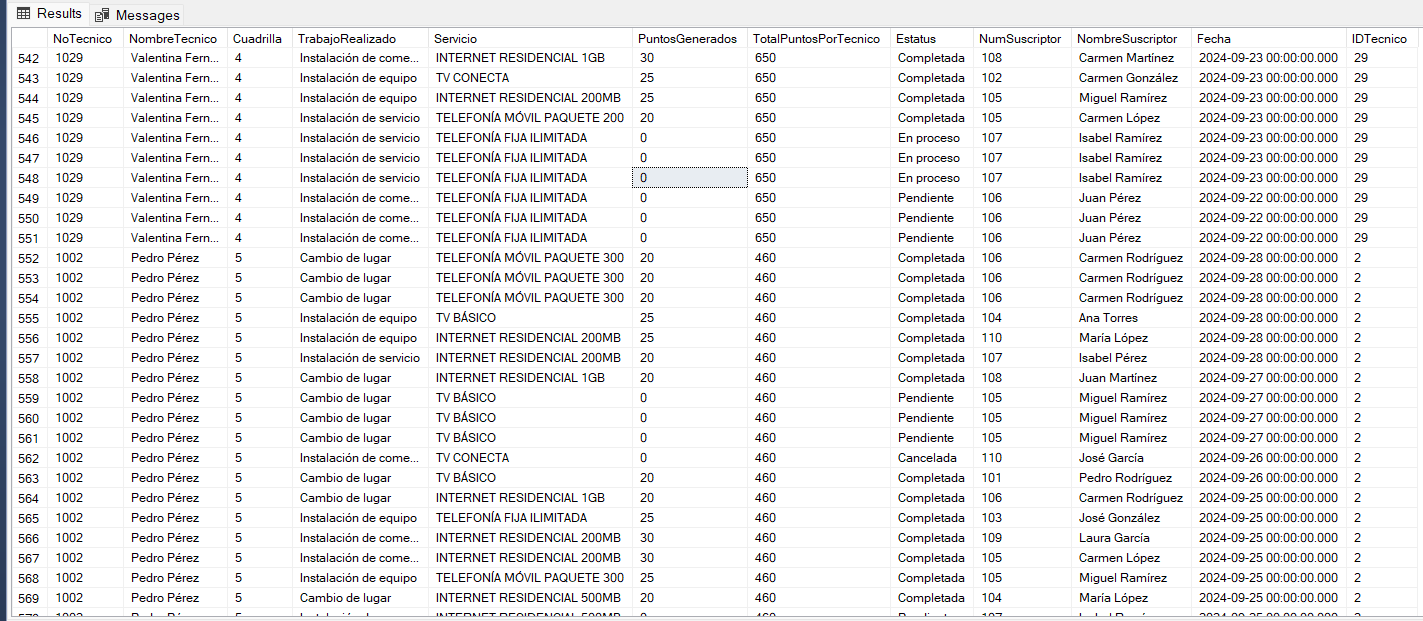 Results Messages
NoTecnico NombreTecnico Cuadrilla TrabajoRealizado Servicio PuntosGenerados TotalPuntosPorTecnico Estatus NumSuscriptor NombreSuscriptor Fecha IDTecnico
542 1029 Valentina Fern... 4 Instalación de come... INTERNET RESIDENCIAL 1GB 30 650 Completada 108 Carmen Martínez 2024-09-23 00:00:00.000 29
543 1029 Valentina Fern... 4 Instalación de equipo TV CONECTA 25 650 Completada 102 Carmen González 2024-09-23 00:00:00.000 29
544 1029 Valentina Fern... 4 Instalación de equipo INTERNET RESIDENCIAL 200MB 25 650 Completada 105 Miguel Ramírez 2024-09-23 00:00:00.000 29
545 1029 Valentina Fern... 4 Instalación de servicio TELEFONÍA MÓVIL PAQUETE 200 20 650 Completada 105 Carmen López 2024-09-23 00:00:00.000 29
546 1029 Valentina Fern... 4 Instalación de servicio TELEFONÍA FIJA ILIMITADA 0 650 En proceso 107 Isabel Ramírez 2024-09-23 00:00:00.000 29
547 1029 Valentina Fern... 4 Instalación de servicio TELEFONÍA FIJA ILIMITADA 0 650 En proceso 107 Isabel Ramírez 2024-09-23 00:00:00.000 29
548 1029 Valentina Fern... 4 Instalación de servicio TELEFONÍA FIJA ILIMITADA 0 650 En proceso 107 Isabel Ramírez 2024-09-23 00:00:00.000 29
549 1029 Valentina Fern... 4 Instalación de come... TELEFONÍA FIJA ILIMITADA 0 650 Pendiente 106 Juan Pérez 2024-09-22 00:00:00.000 29
550 1029 Valentina Fern... 4 Instalación de come... TELEFONÍA FIJA ILIMITADA 0 650 Pendiente 106 Juan Pérez 2024-09-22 00:00:00.000 29
551 1029 Valentina Fern... 4 Instalación de come... TELEFONÍA FIJA ILIMITADA 0 650 Pendiente 106 Juan Pérez 2024-09-22 00:00:00.000 29
552 1002 Pedro Pérez 5 Cambio de lugar TELEFONÍA MÓVIL PAQUETE 300 20 460 Completada 106 Carmen Rodríguez 2024-09-28 00:00:00.000 2
553 1002 Pedro Pérez 5 Cambio de lugar TELEFONÍA MÓVIL PAQUETE 300 20 460 Completada 106 Carmen Rodríguez 2024-09-28 00:00:00.000 2
554 1002 Pedro Pérez 5 Cambio de lugar TELEFONÍA MÓVIL PAQUETE 300 20 460 Completada 106 Carmen Rodríguez 2024-09-28 00:00:00.000 2
555 1002 Pedro Pérez 5 Instalación de equipo TV BÁSICO 25 460 Completada 104 Ana Torres 2024-09-28 00:00:00.000 2
556 1002 Pedro Pérez 5 Instalación de equipo INTERNET RESIDENCIAL 200MB 25 460 Completada 110 María López 2024-09-28 00:00:00.000 2
557 1002 Pedro Pérez 5 Instalación de servicio INTERNET RESIDENCIAL 200MB 20 460 Completada 107 Isabel Pérez 2024-09-28 00:00:00.000 2
558 1002 Pedro Pérez 5 Cambio de lugar INTERNET RESIDENCIAL 1GB 20 460 Completada 108 Juan Martínez 2024-09-27 00:00:00.000 2
559 1002 Pedro Pérez 5 Cambio de lugar TV BÁSICO 0 460 Pendiente 105 Miguel Ramírez 2024-09-27 00:00:00.000 2
560 1002 Pedro Pérez 5 Cambio de lugar TV BÁSICO 0 460 Pendiente 105 Miguel Ramírez 2024-09-27 00:00:00.000 2
561 1002 Pedro Pérez 5 Cambio de lugar TV BÁSICO 0 460 Pendiente 105 Miguel Ramírez 2024-09-27 00:00:00.000 2
562 1002 Pedro Pérez 5 Instalación de come... TV CONECTA 0 460 Cancelada 110 José García 2024-09-26 00:00:00.000 2
563 1002 Pedro Pérez 5 Cambio de lugar TV BÁSICO 20 460 Completada 101 Pedro Rodríguez 2024-09-26 00:00:00.000 2
564 1002 Pedro Pérez 5 Cambio de lugar INTERNET RESIDENCIAL 1GB 20 460 Completada 106 Carmen Rodríguez 2024-09-25 00:00:00.000 2
565 1002 Pedro Pérez 5 Instalación de equipo TELEFONÍA FIJA ILIMITADA 25 460 Completada 103 José González 2024-09-25 00:00:00.000 2
566 1002 Pedro Pérez 5 Instalación de come... INTERNET RESIDENCIAL 200MB 30 460 Completada 109 Laura García 2024-09-25 00:00:00.000 2
567 1002 Pedro Pérez 5 Instalación de come... INTERNET RESIDENCIAL 200MB 30 460 Completada 105 Carmen López 2024-09-25 00:00:00.000 2
568 1002 Pedro Pérez 5 Instalación de equipo TELEFONÍA MÓVIL PAQUETE 300 25 460 Completada 105 Miguel Ramírez 2024-09-25 00:00:00.000 2
569 1002 Pedro Pérez 5 Cambio de lugar INTERNET RESIDENCIAL 500MB 20 460 Completada 104 María López 2024-09-25 00:00:00.000 2